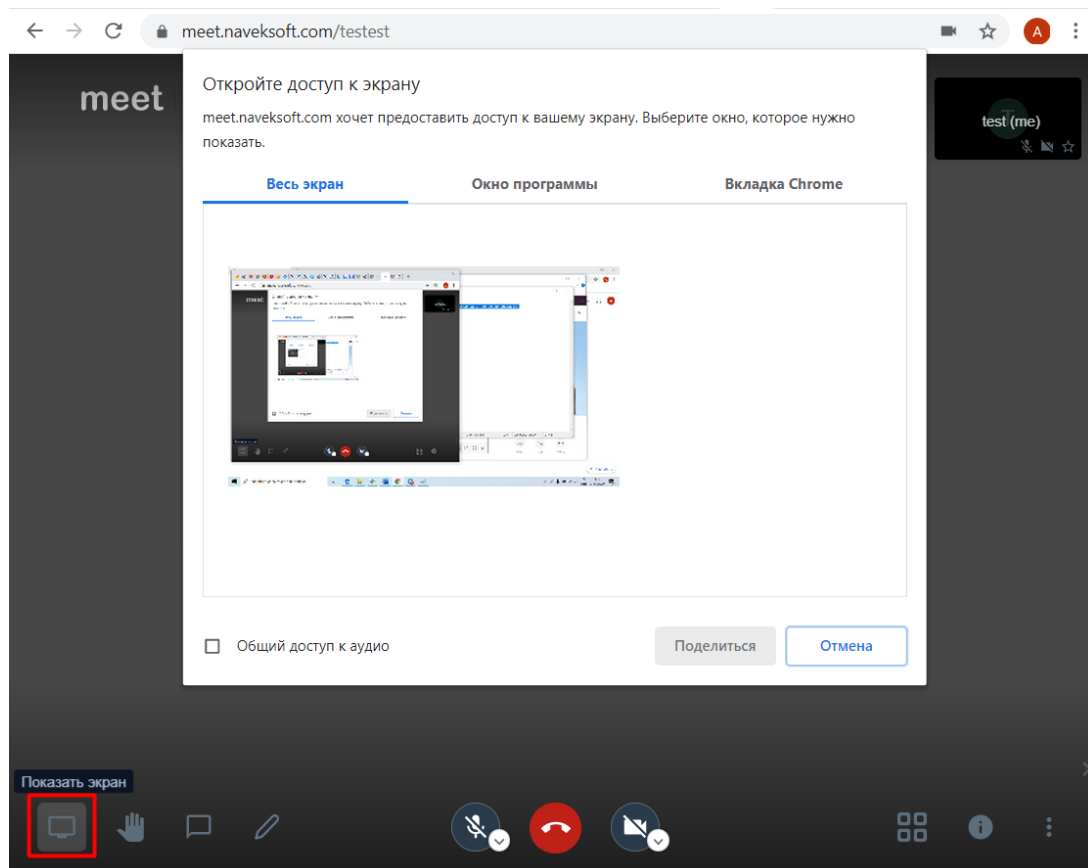 meet.naveksoft.com/testest
A
meet
Откройте доступ к экрану
meet.naveksoft.com хочет предоставить доступ к вашему экрану. Выберите окно, которое нужно
показать.
test (me)
Весь экран Окно программы Вкладка Chrome
Общий доступ к аудио Поделиться Отмена
Показать экран